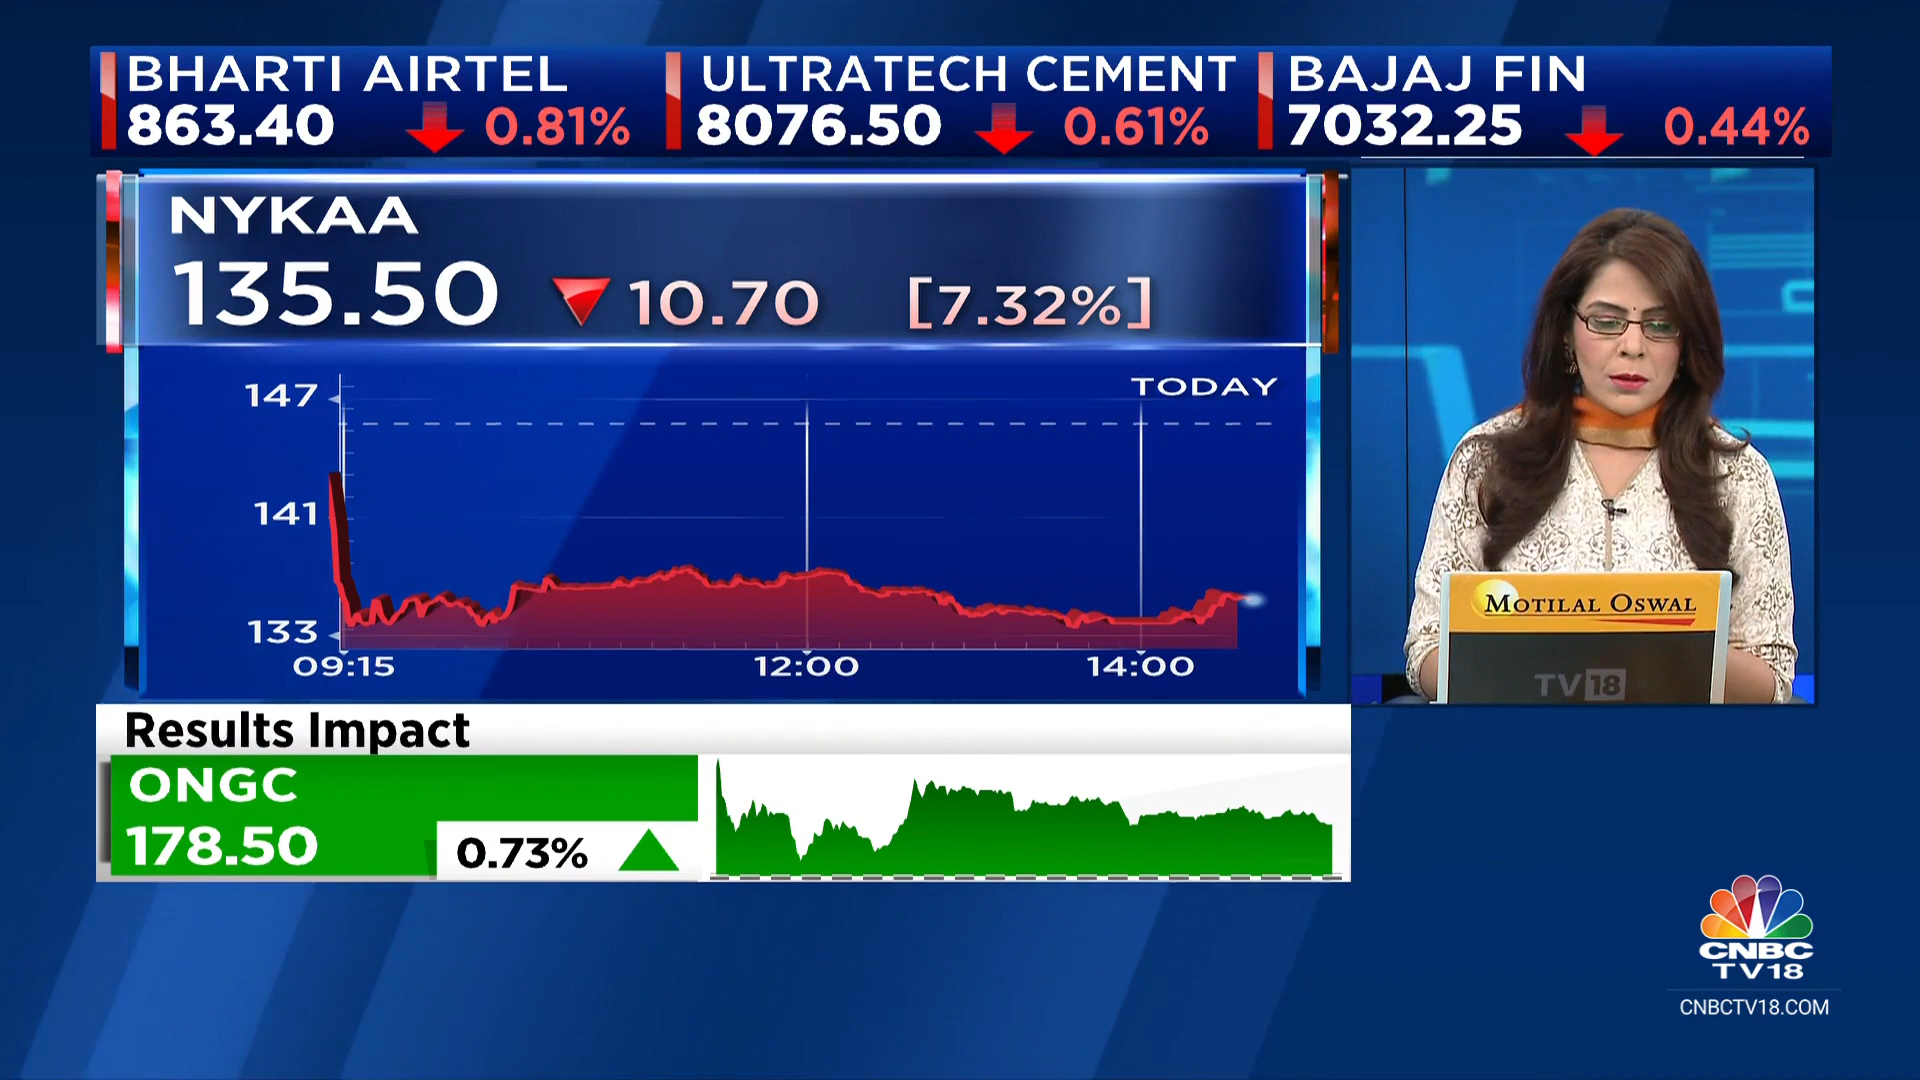 BHARTI AIRTEL
863.40 0.81%
ULTRATECH CEMENT
8076.50 0.61%
BAJAJ FIN
7032.25 0.44%
NYKAA
135.50 10.70 [7.32%]
TODAY
147
141
133
09:15 12:00 14:00
MOTILAL OSWAL
TV18
Results Impact
ONGC
178.50
0.73%
CNBC
TV18
CNBCTV18.COM